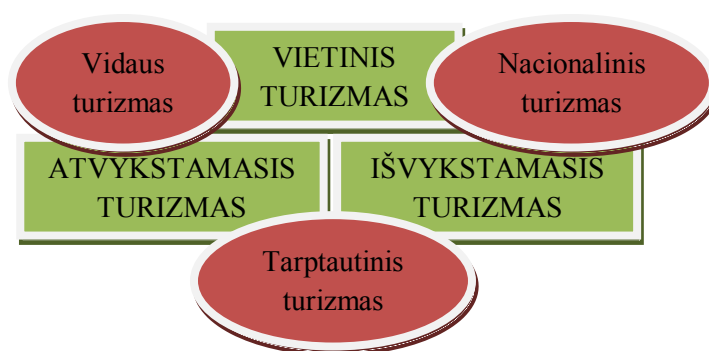 Vidaus
turizmas
VIETINIS
TURIZMAS
Nacionalinis
turizmas
ATVYKSTAMASIS
TURIZMAS
IŠVYKSTAMASIS
TURIZMAS
Tarptautinis
turizmas